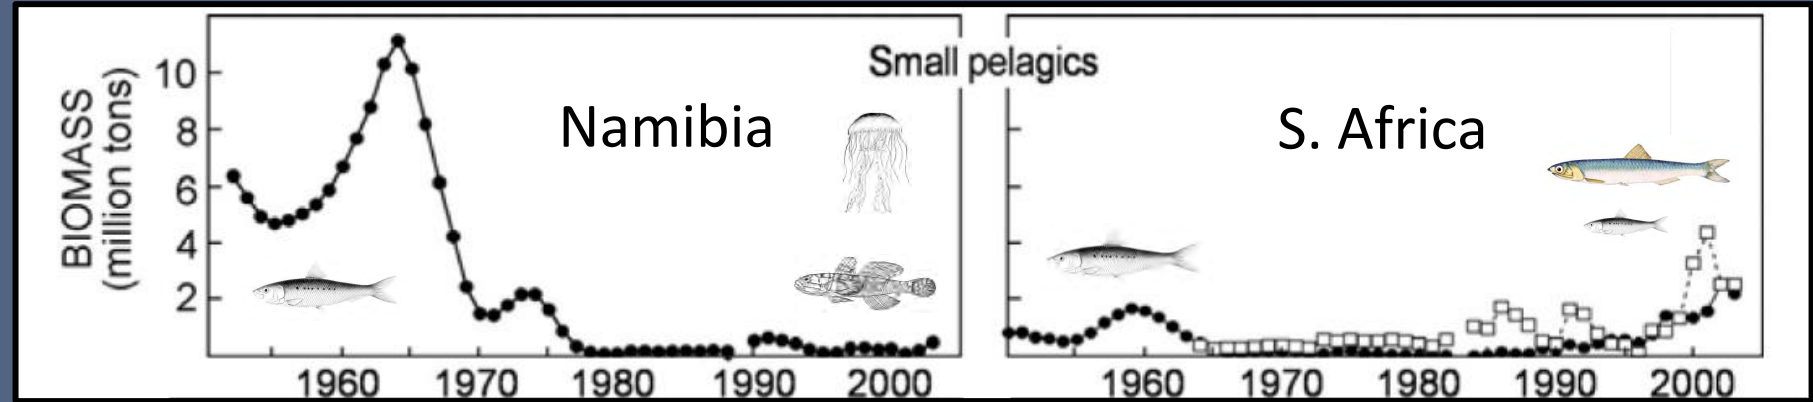 BIOMASS
(million tons)
10
8
6
4
2
Small pelagics
Namibia
S. Africa
1960 1970 1980 1990 2000
1960 1970 1980 1990 2000